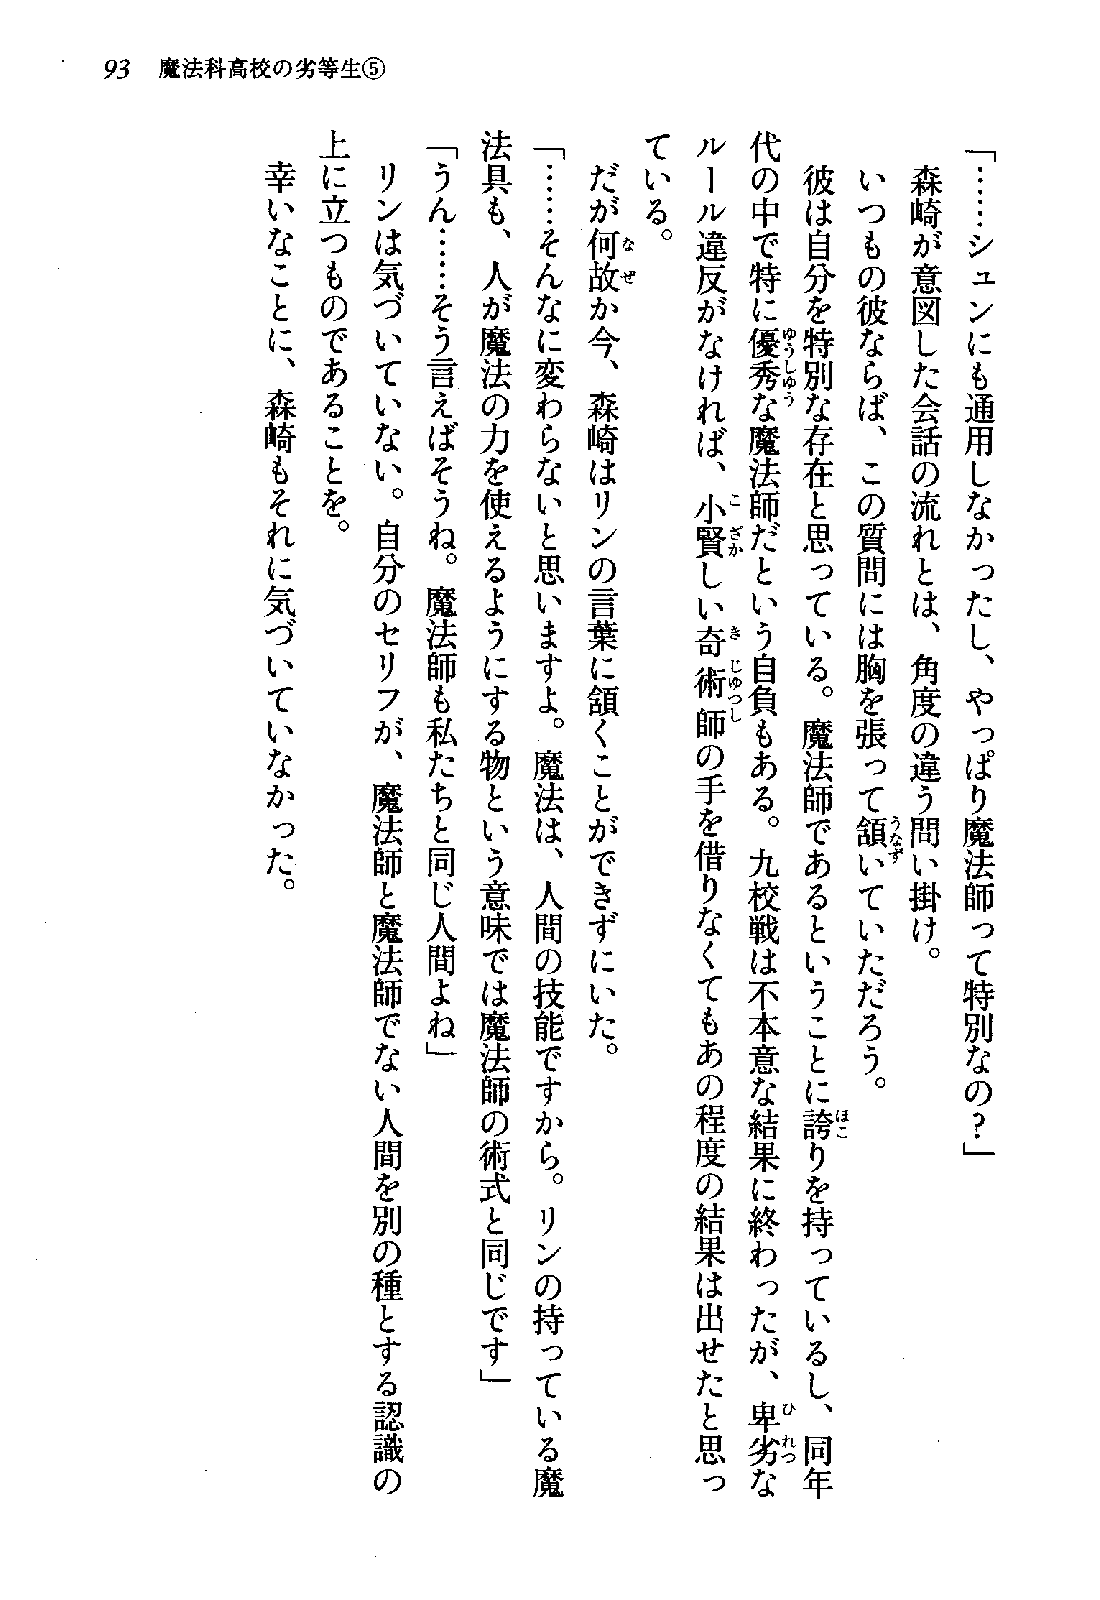 93 魔法科高校の劣等生⑤
「……シュンにも通用しなかったし、やっぱり魔法師って特別なの?」
森崎が意図した会話の流れとは、角度の違う問い掛け。
いつもの彼ならば、この質問には胸を張って頷いていただろう。
彼は自分を特別な存在と思っている。魔法師であるということに誇りを持っているし、同年
代の中で特に優秀な魔法師だという自負もある。九校戦は不本意な結果に終わったが、卑劣な
ルール違反がなければ、小賢しい奇術師の手を借りなくてもあの程度の結果は出せたと思っ
ている。
だが何故か今、森崎はリンの言葉に頷くことができずにいた。
「……そんなに変わらないと思いますよ。魔法は、人間の技能ですから。リンの持っている魔
法具も、人が魔法の力を使えるようにする物という意味では魔法師の術式と同じです」
「うん……そう言えばそうね。魔法師も私たちと同じ人間よね」
リンは気づいていない。自分のセリフが、魔法師と魔法師でない人間を別の種とする認識の
上に立つものであることを。
幸いなことに、森崎もそれに気づいていなかった。